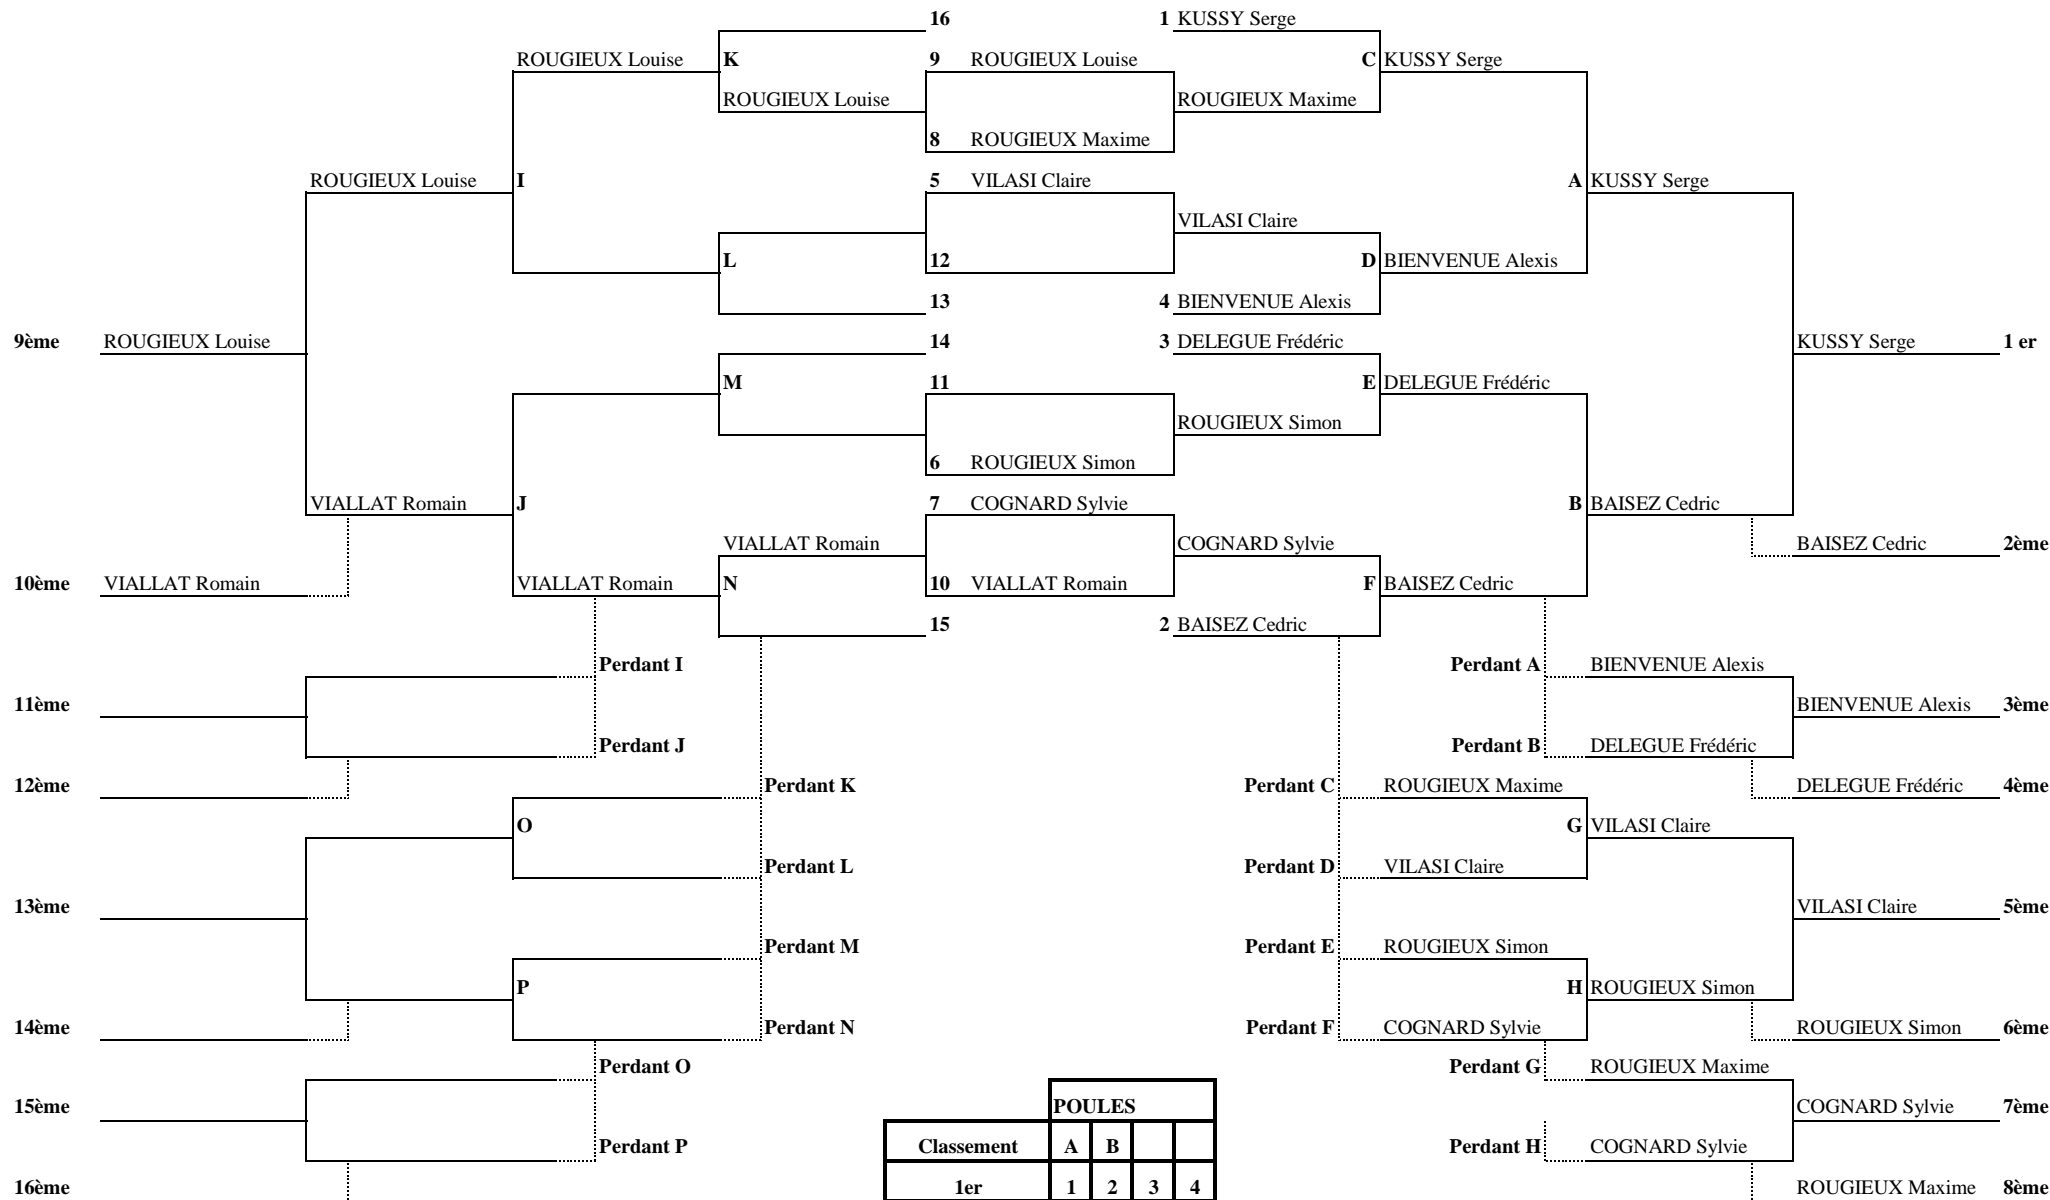 16 1 KUSSY Serge
ROUGIEUX Louise K 9 ROUGIEUX Louise C KUSSY Serge
ROUGIEUX Louise ROUGIEUX Maxime
8 ROUGIEUX Maxime
ROUGIEUX Louise I 5 VILASI Claire A KUSSY Serge
VILASI Claire
L 12 D BIENVENUE Alexis
13 4 BIENVENUE Alexis
9ème ROUGIEUX Louise 14 3 DELEGUE Frédéric KUSSY Serge 1 er
M 11 E DELEGUE Frédéric
ROUGIEUX Simon
6 ROUGIEUX Simon
VIALLAT Romain J 7 COGNARD Sylvie B BAISEZ Cedric
VIALLAT Romain COGNARD Sylvie BAISEZ Cedric 2ème
10ème VIALLAT Romain VIALLAT Romain N 10 VIALLAT Romain F BAISEZ Cedric
15 2 BAISEZ Cedric
Perdant I Perdant A BIENVENUE Alexis
11ème BIENVENUE Alexis 3ème
Perdant J Perdant B DELEGUE Frédéric
12ème Perdant K Perdant C ROUGIEUX Maxime DELEGUE Frédéric 4ème
O G VILASI Claire
Perdant L Perdant D VILASI Claire
13ème VILASI Claire 5ème
Perdant M Perdant E ROUGIEUX Simon
P H ROUGIEUX Simon
14ème Perdant N Perdant F COGNARD Sylvie ROUGIEUX Simon 6ème
Perdant O Perdant G ROUGIEUX Maxime
15ème POULES COGNARD Sylvie 7ème
Perdant P Classement A B Perdant H COGNARD Sylvie
16ème 1er 1 2 3 4 ROUGIEUX Maxime 8ème